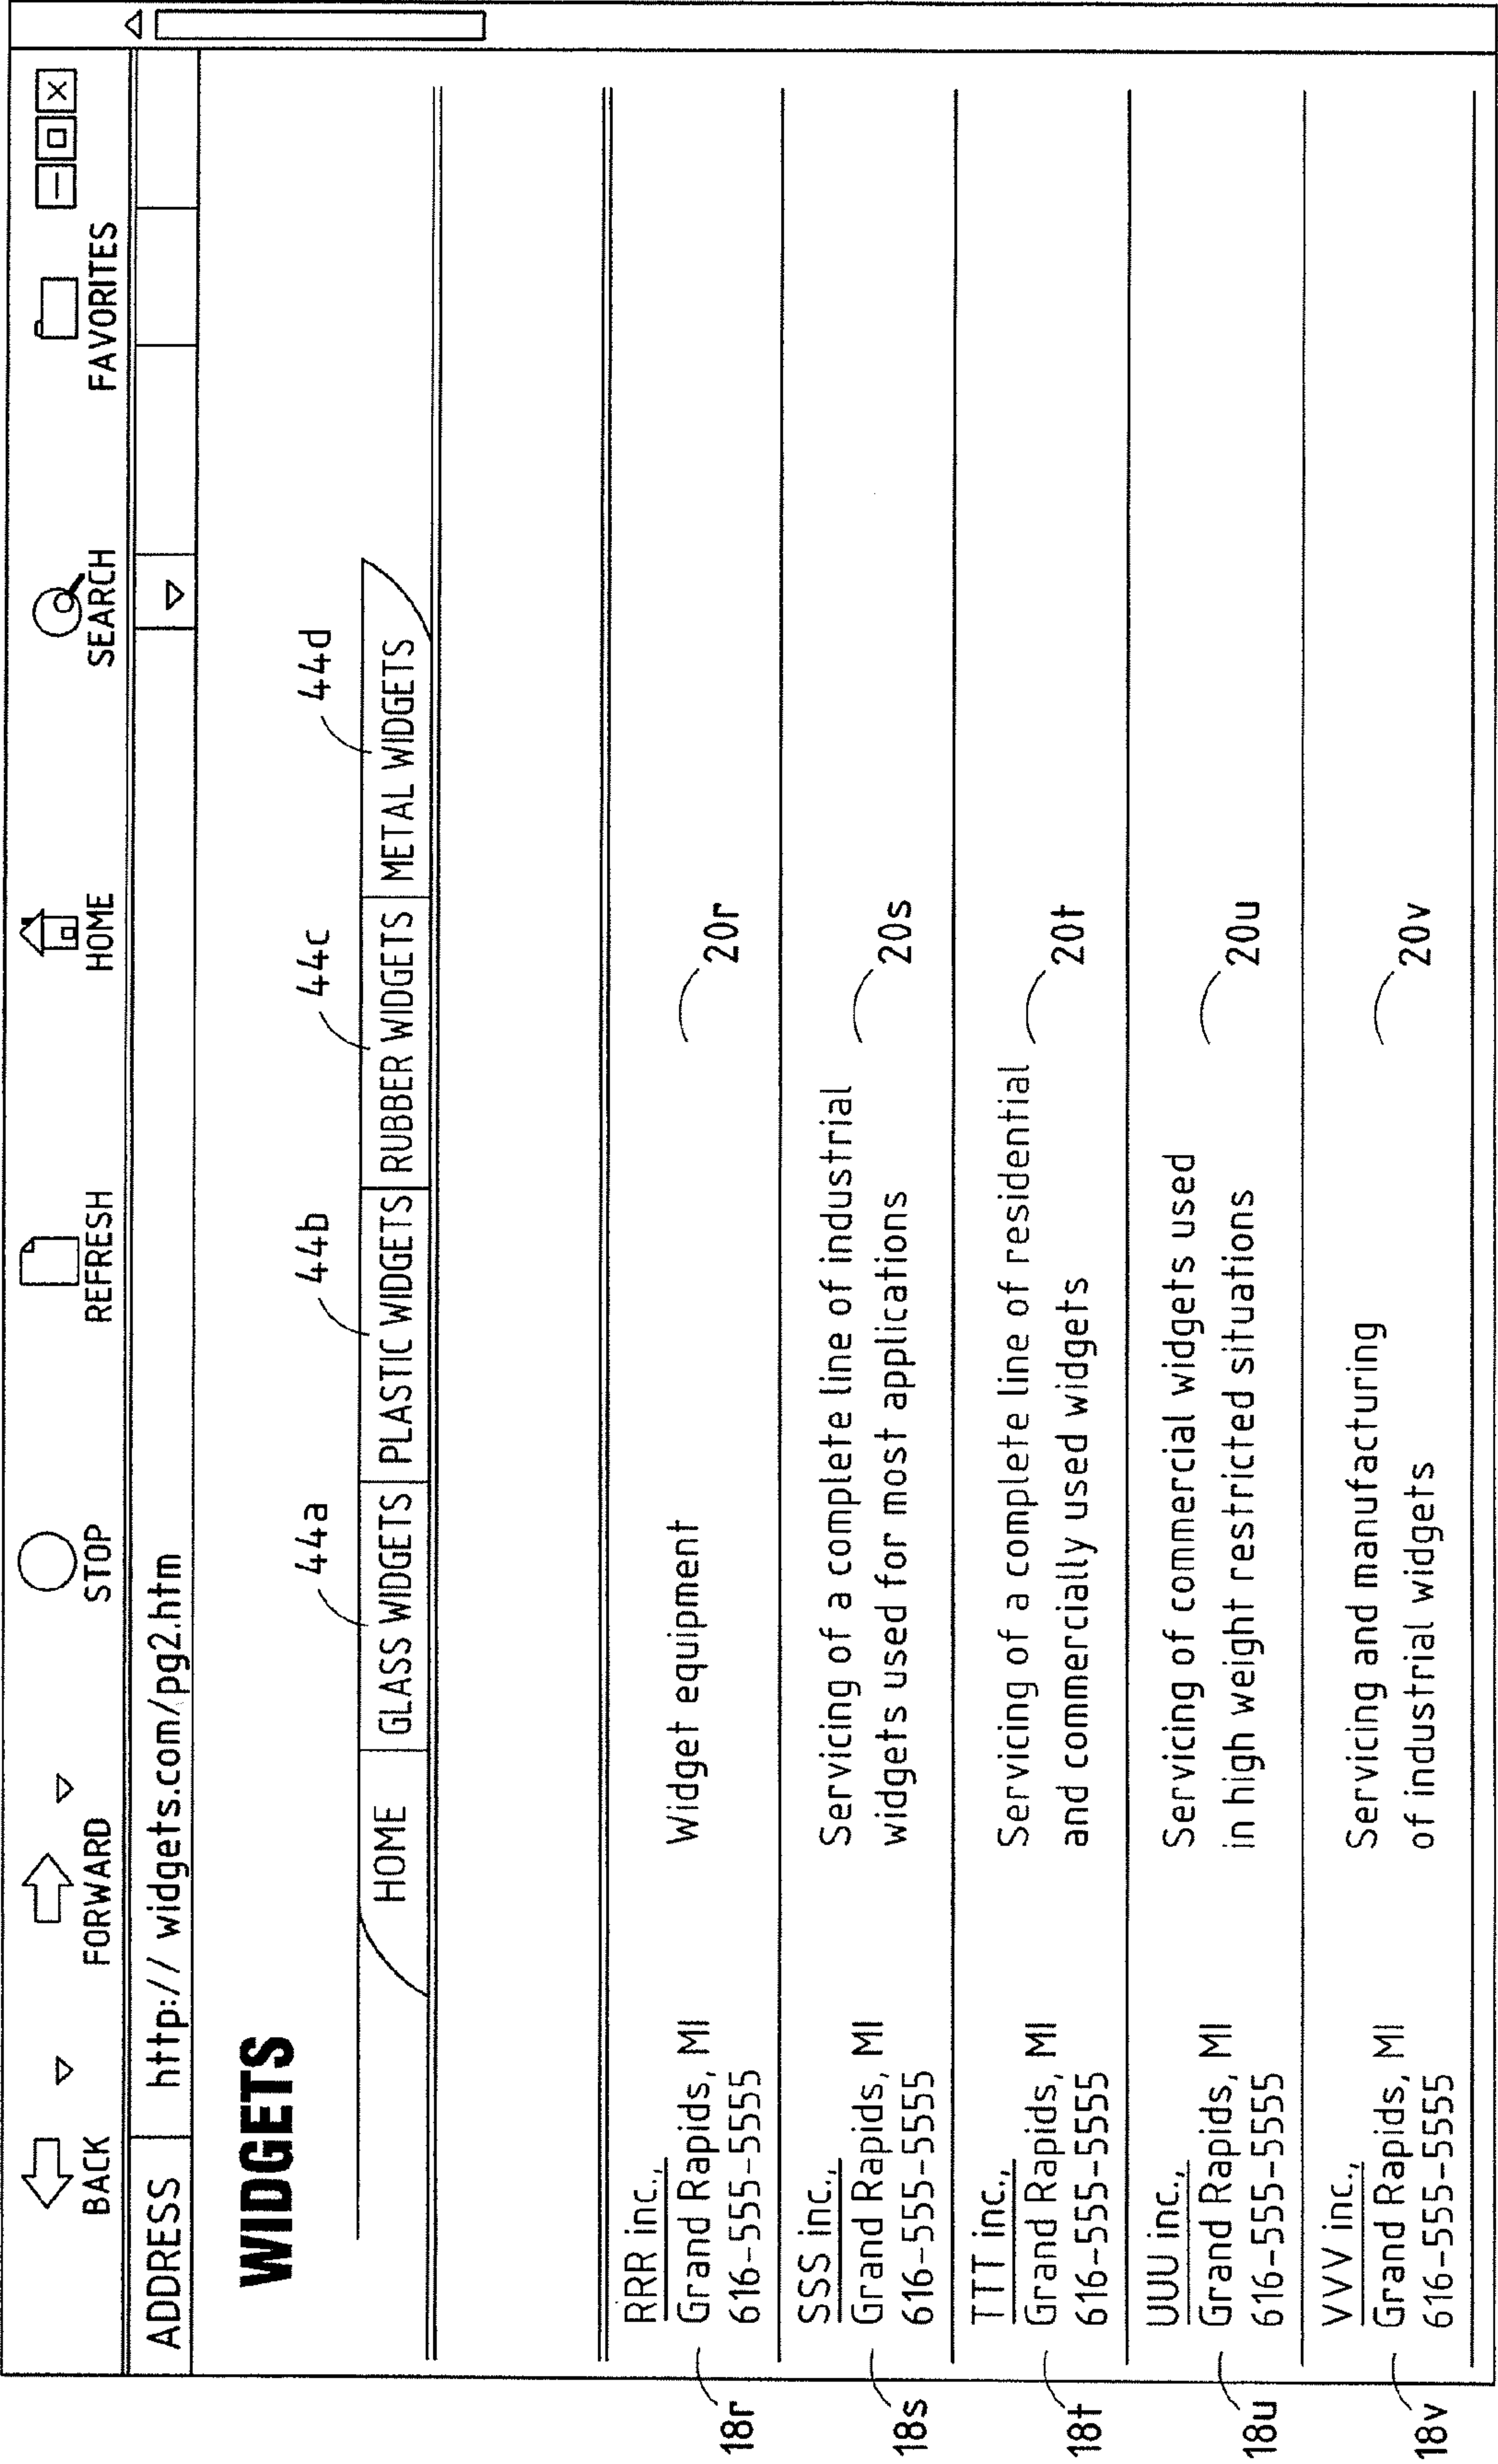 BACK FORWARD STOP REFRESH HOME SEARCH FAVORITES
ADDRESS http:// widgets.com/pg2.htm
WIDGETS
44a 44b 44c 44d
HOME GLASS WIDGETS PLASTIC WIDGETS RUBBER WIDGETS METAL WIDGETS
RRR inc.,
Grand Rapids, MI
616-555-5555
Widget equipment
18r
20r
SSS inc.,
Grand Rapids, MI
616-555-5555
Servicing of a complete line of industrial
widgets used for most applications
18s
20s
TTT inc.,
Grand Rapids, MI
616-555-5555
Servicing of a complete line of residential
and commercially used widgets
18t
20t
UUU inc.,
Grand Rapids, MI
616-555-5555
Servicing of commercial widgets used
in high weight restricted situations
18u
20u
VVV inc.,
Grand Rapids, MI
616-555-5555
Servicing and manufacturing
of industrial widgets
18v
20v